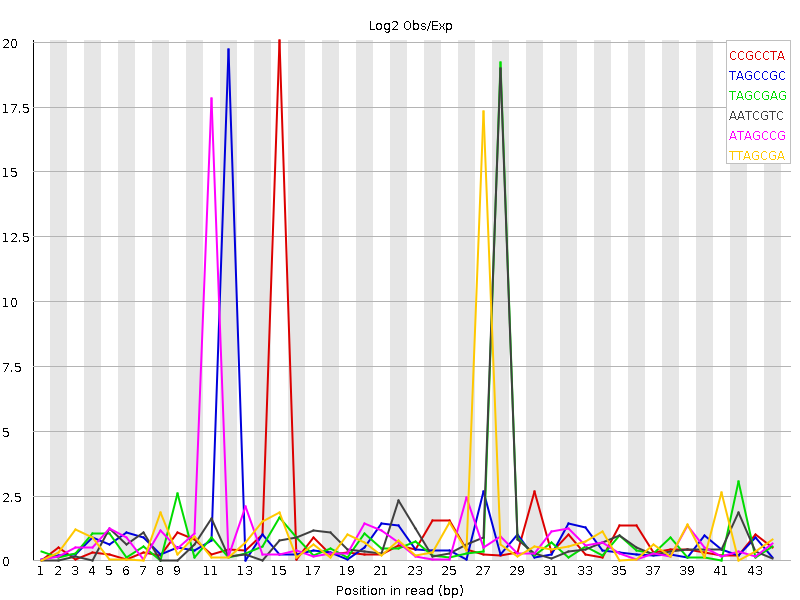 Log2 Obs/Exp
20
17.5
15
12.5
10
7.5
5
2.5
0
CCGCCTA
TAGCCGC
TAGCGAG
AATCGTC
ATAGCCG
TTAGCGA
1 2 3 4 5 6 7 8 9 11 13 15 17 19 21 23 25 27 29 31 33 35 37 39 41 43
Position in read (bp)